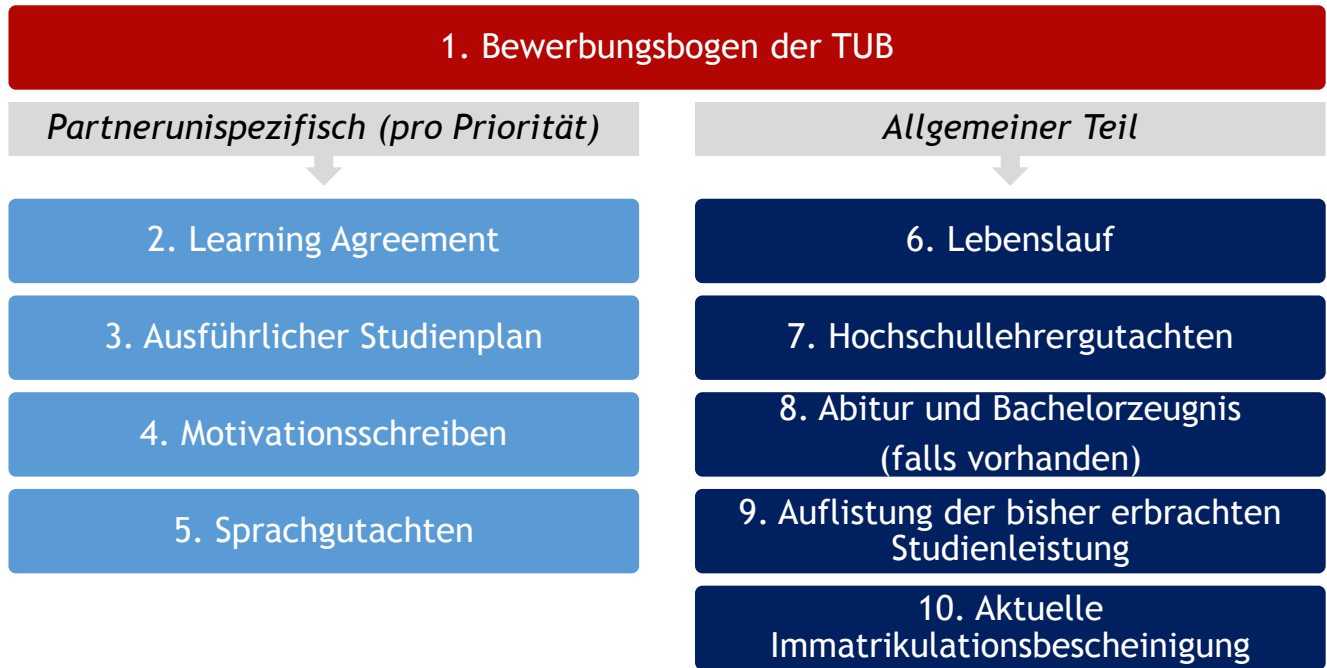 1. Bewerbungsbogen der TUB
Partnerunispezifisch (pro Priorität)
2. Learning Agreement
3. Ausführlicher Studienplan
4. Motivationsschreiben
5. Sprachgutachten
Allgemeiner Teil
6. Lebenslauf
7. Hochschullehrergutachten
8. Abitur und Bachelorzeugnis
(falls vorhanden)
9. Auflistung der bisher erbrachten
Studienleistung
10. Aktuelle
Immatrikulationsbescheinigung